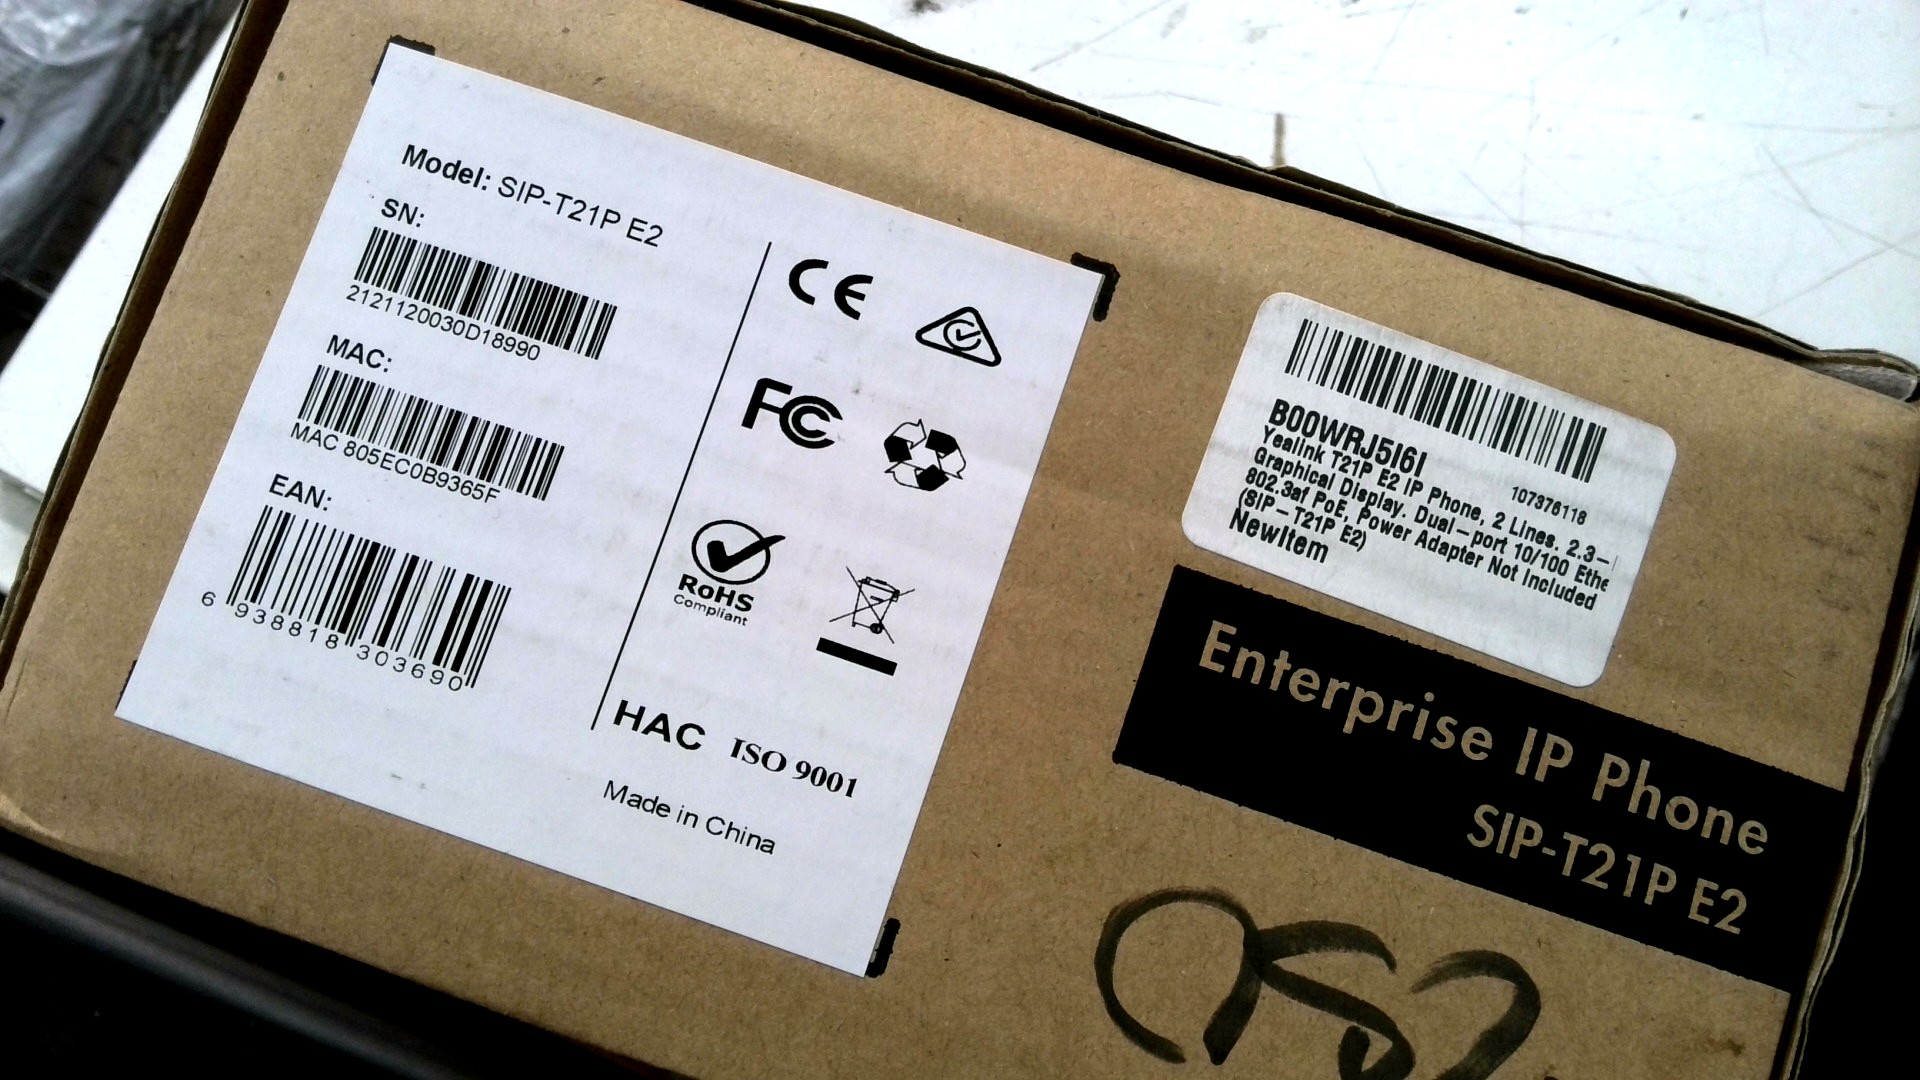 Model: SIP-T21P E2
SN:
2121120030D18990
MAC:
MAC 805EC0B9365F
EAN:
6 938818 303690
CE
FC
RoHS
Compliant
HAC ISO 9001
Made in China
B00WRJ5I6I
107376118
Yealink T21P E2 IP Phone, 2 Lines. 2.3-
Graphical Display. Dual-port 10/100 Ethe
802.3af PoE, Power Adapter Not Included
(SIP-T21P E2)
NewItem
Enterprise IP Phone
SIP-T21P E2